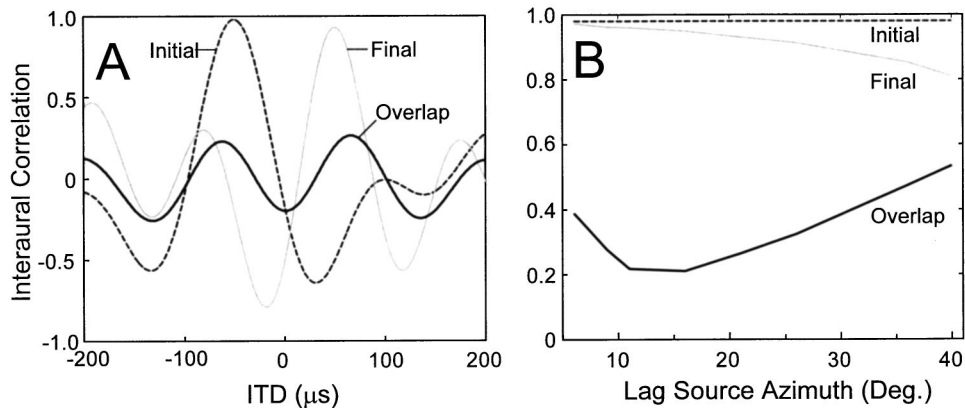 1.0
0.5
0
-0.5
-1.0
-200
-100
0
100
200
Interaural Correlation
ITD (μs)
A
Initial
Final
Overlap
1.0
0.8
0.6
0.4
0.2
0
10
20
30
40
Lag Source Azimuth (Deg.)
B
Initial
Final
Overlap